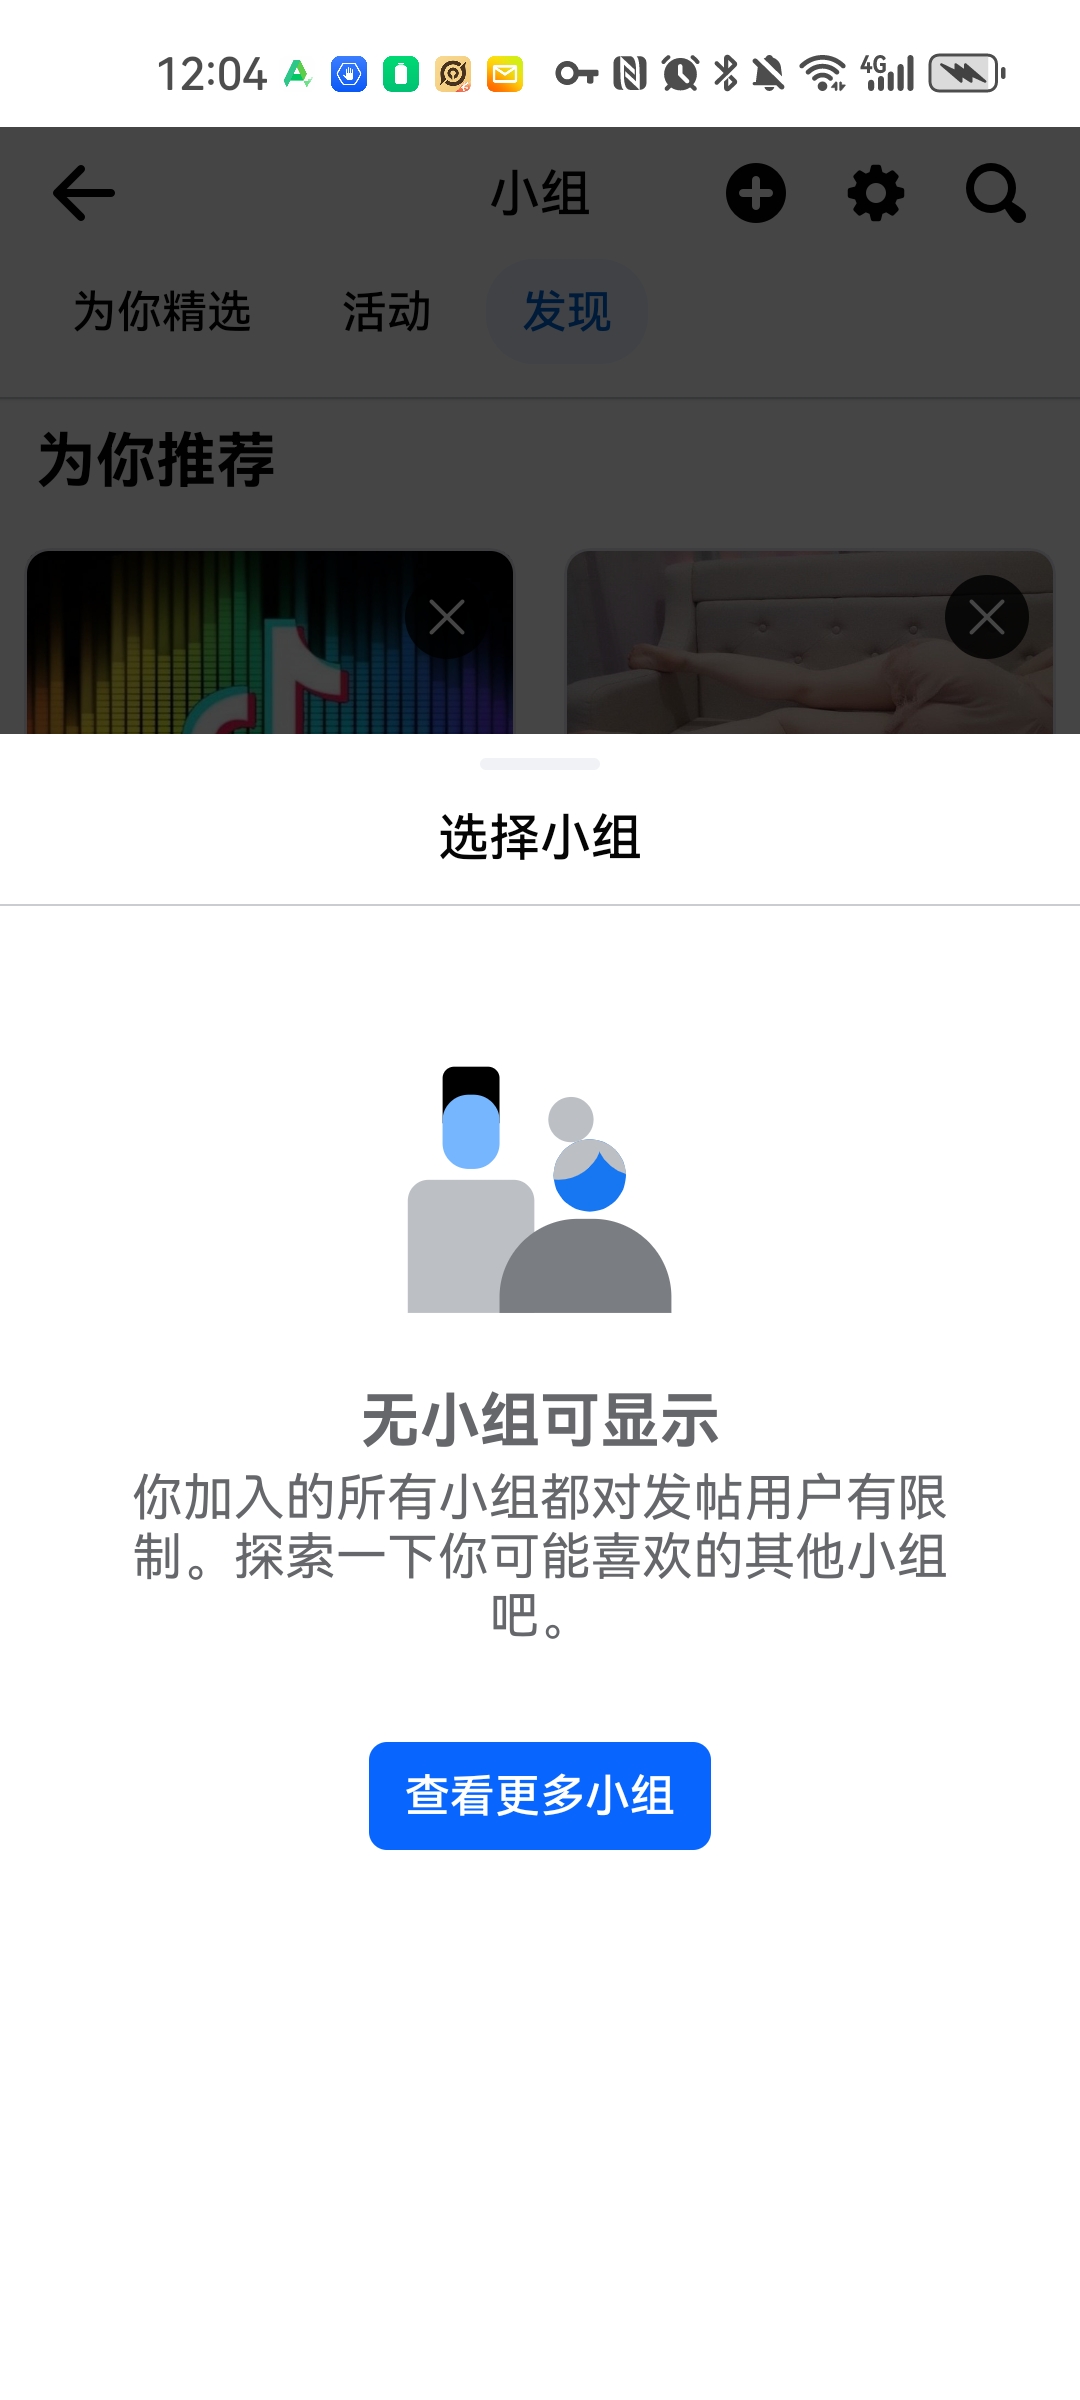 12:04
4G
小组
为你精选
活动
发现
为你推荐
选择小组
无小组可显示
你加入的所有小组都对发帖用户有限
制。探索一下你可能喜欢的其他小组
吧。
查看更多小组